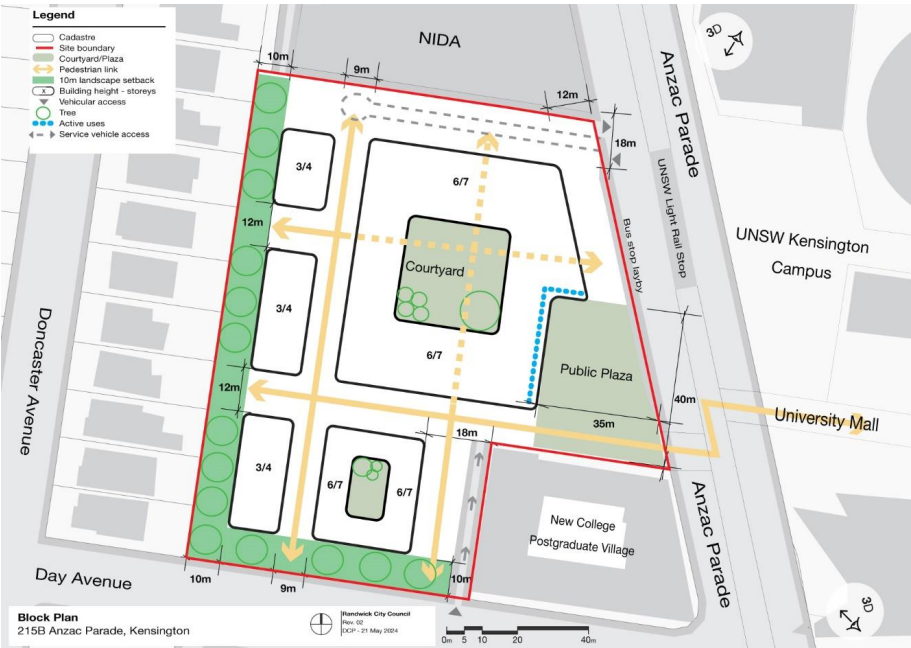 Legend
Cadastre
Site boundary
Courtyard/Plaza
Pedestrian link
10m landscape setback
x Building height - storeys
Vehicular access
Tree
Active uses
Service vehicle access
NIDA
3D
Anzac Parade
10m
9m
12m
18m
3/4
6/7
UNSW Light Rail Stop
12m
Bus stop layby
UNSW Kensington
Campus
Courtyard
3/4
Doncaster Avenue
6/7
Public Plaza
12m
40m
35m
University Mall
18m
3/4
6/7
6/7
New College
Postgraduate Village
Anzac Parade
Day Avenue
10m
9m
10m
3D
Block Plan
215B Anzac Parade, Kensington
Randwick City Council
Rev. 02
DCP - 21 May 2024
0m 5 10 20 40m